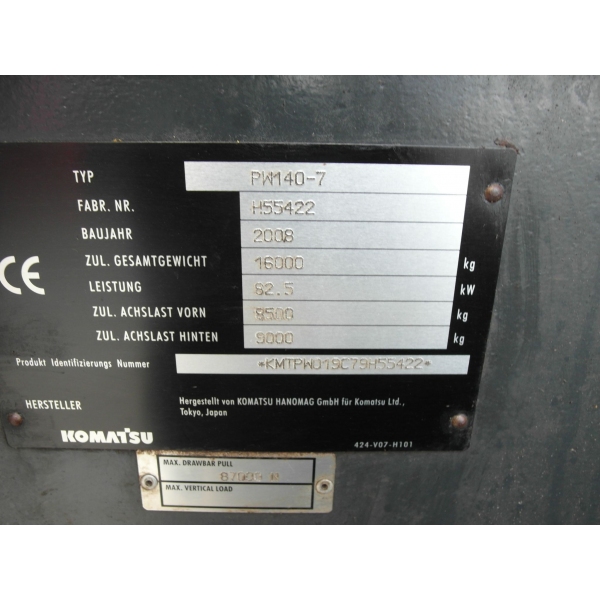 TYP PW140-7
FABR. NR. H55422
BAUJAHR 2008
ZUL. GESAMTGEWICHT 16000 kg
LEISTUNG 82.5 kW
ZUL. ACHSLAST VORN 8500 kg
ZUL. ACHSLAST HINTEN 9000 kg
Produkt Identifizierungs Nummer *KMTPW019C79H55422*
CE
HERSTELLER
Hergestellt von KOMATSU HANOMAG GmbH für Komatsu Ltd.,
Tokyo, Japan
KOMATSU
424-V07-H101
MAX. DRAWBAR PULL
N
MAX. VERTICAL LOAD